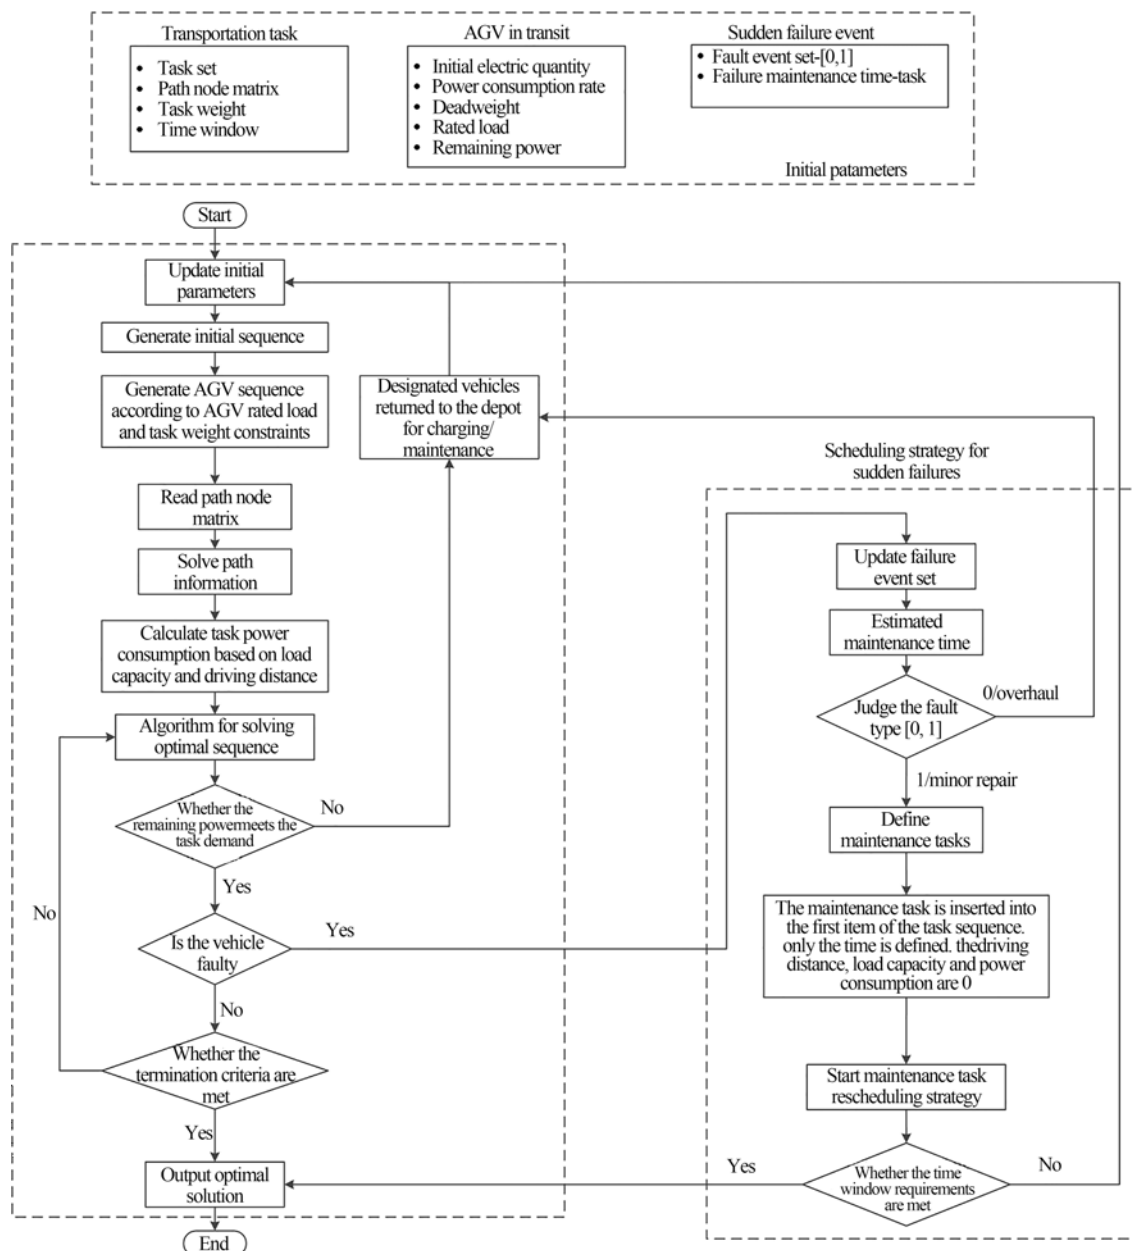 Transportation task
• Task set
• Path node matrix
• Task weight
• Time window
AGV in transit
• Initial electric quantity
• Power consumption rate
• Deadweight
• Rated load
• Remaining power
Sudden failure event
• Fault event set-[0,1]
• Failure maintenance time-task
Initial patameters
Start
Update initial
parameters
Generate initial sequence
Generate AGV sequence
according to AGV rated load
and task weight constraints
Read path node
matrix
Solve path
information
Calculate task power
consumption based on load
capacity and driving distance
Algorithm for solving
optimal sequence
Whether the
remaining powermeets the
task demand
No
Yes
Is the vehicle
faulty
Yes
No
No
Whether the
termination criteria are
met
Yes
Output optimal
solution
End
Designated vehicles
returned to the depot
for charging/
maintenance
Scheduling strategy for
sudden failures
Update failure
event set
Estimated
maintenance time
Judge the fault
type [0, 1]
0/overhaul
1/minor repair
Define
maintenance tasks
The maintenance task is inserted into
the first item of the task sequence.
only the time is defined. thedriving
distance, load capacity and power
consumption are 0
Start maintenance task
rescheduling strategy
Whether the time
window requirements
are met
Yes
No